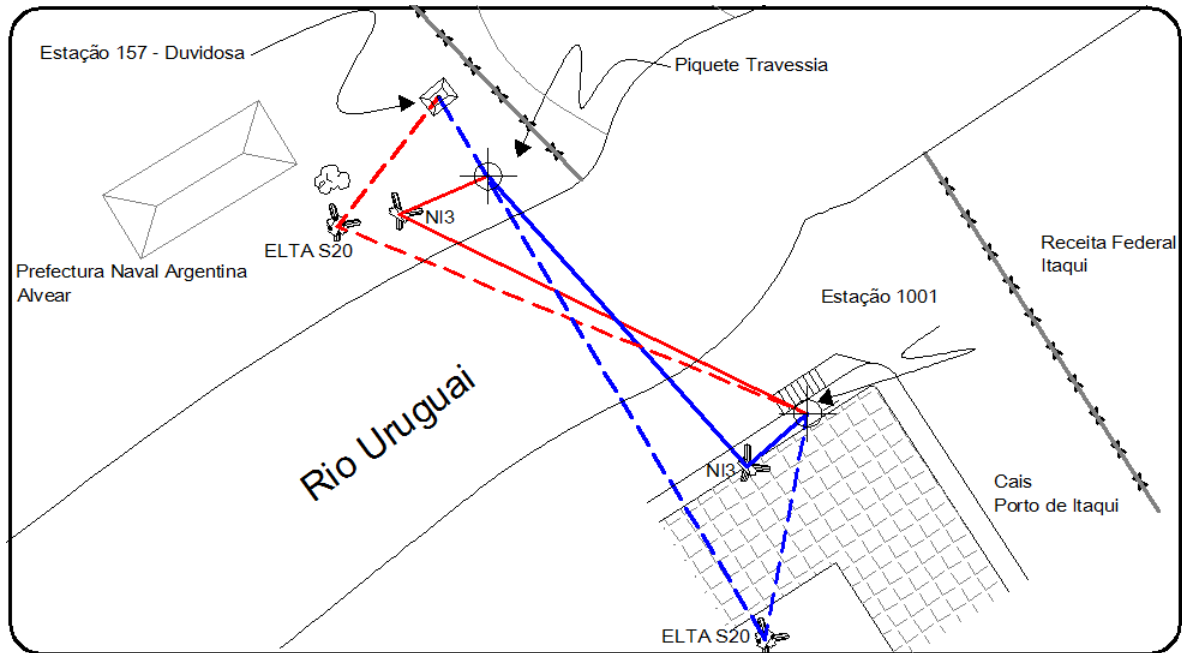 Estação 157 - Duvidosa
Piquete Travessia
NI3
ELTA S20
Prefectura Naval Argentina
Alvear
Receita Federal
Itaqui
Estação 1001
Rio Uruguai
NI3
Cais
Porto de Itaqui
ELTA S20